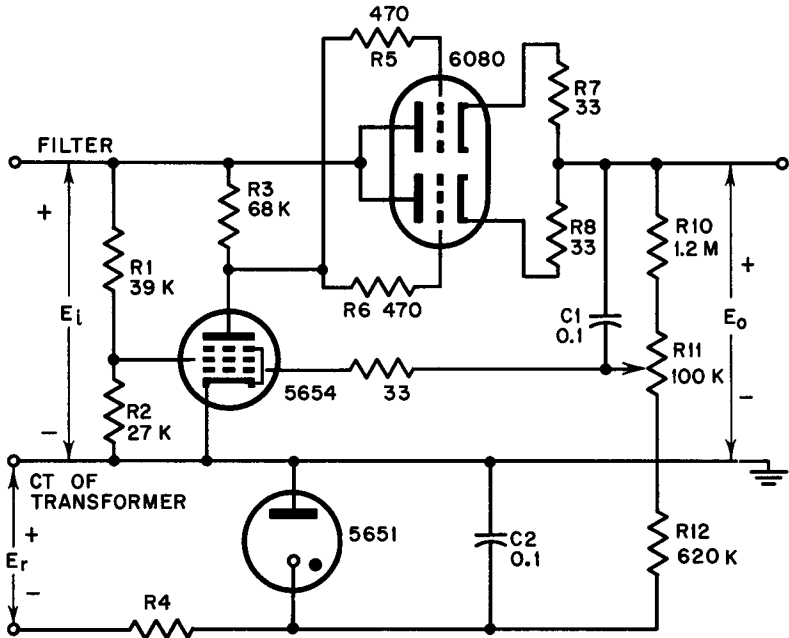 470
R5
6080
R7
33
FILTER
R3
68 K
+
R1
39 K
R8
33
R10
1.2 M
+
Ei
R6 470
C1
0.1
Eo
R11
100 K
5654
33
R2
27 K
−
−
CT OF
TRANSFORMER
+
Er
−
5651
C2
0.1
R12
620 K
R4